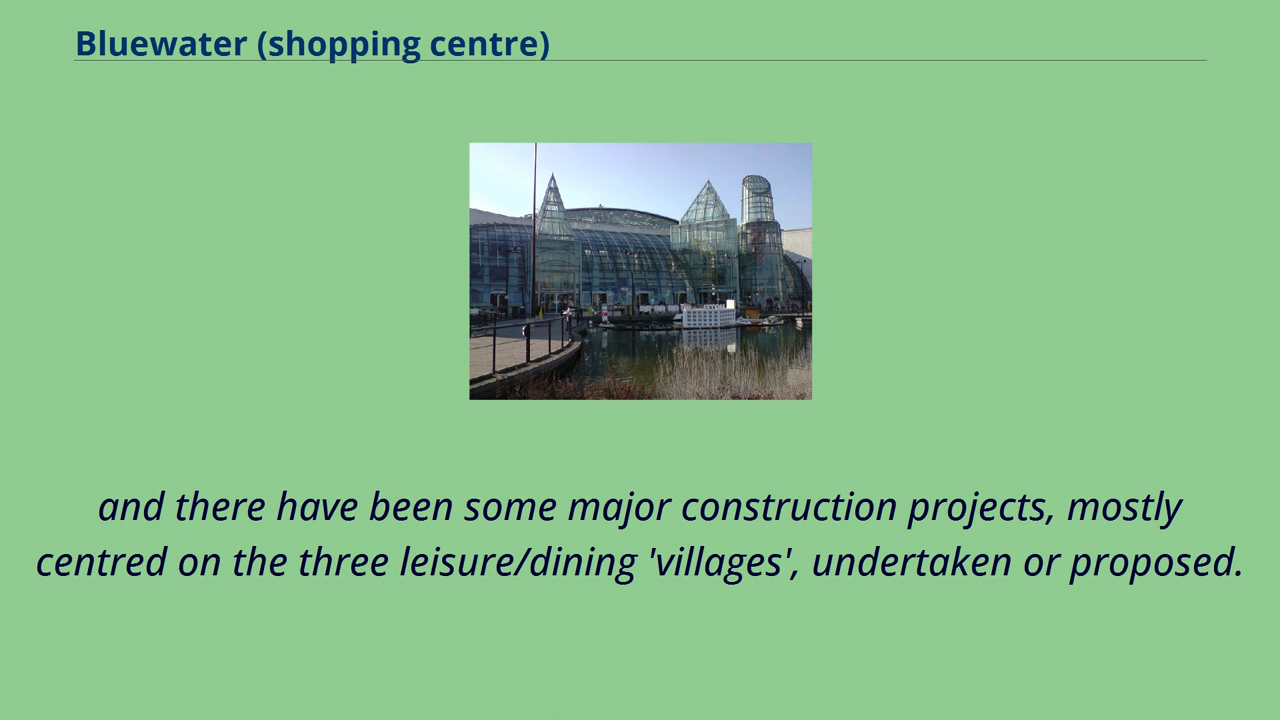 Bluewater (shopping centre)
and there have been some major construction projects, mostly
centred on the three leisure/dining 'villages', undertaken or proposed.